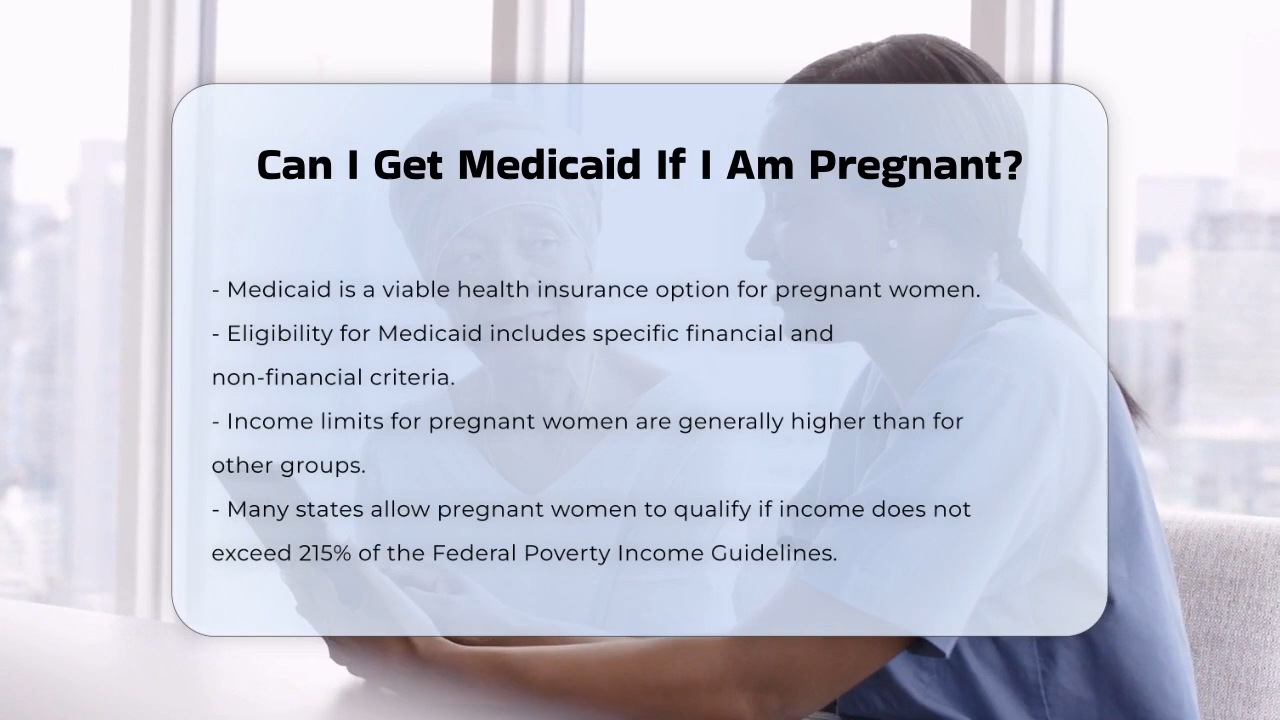 Can I Get Medicaid If I Am Pregnant?
- Medicaid is a viable health insurance option for pregnant women.
- Eligibility for Medicaid includes specific financial and
non-financial criteria.
- Income limits for pregnant women are generally higher than for
other groups.
- Many states allow pregnant women to qualify if income does not
exceed 215% of the Federal Poverty Income Guidelines.